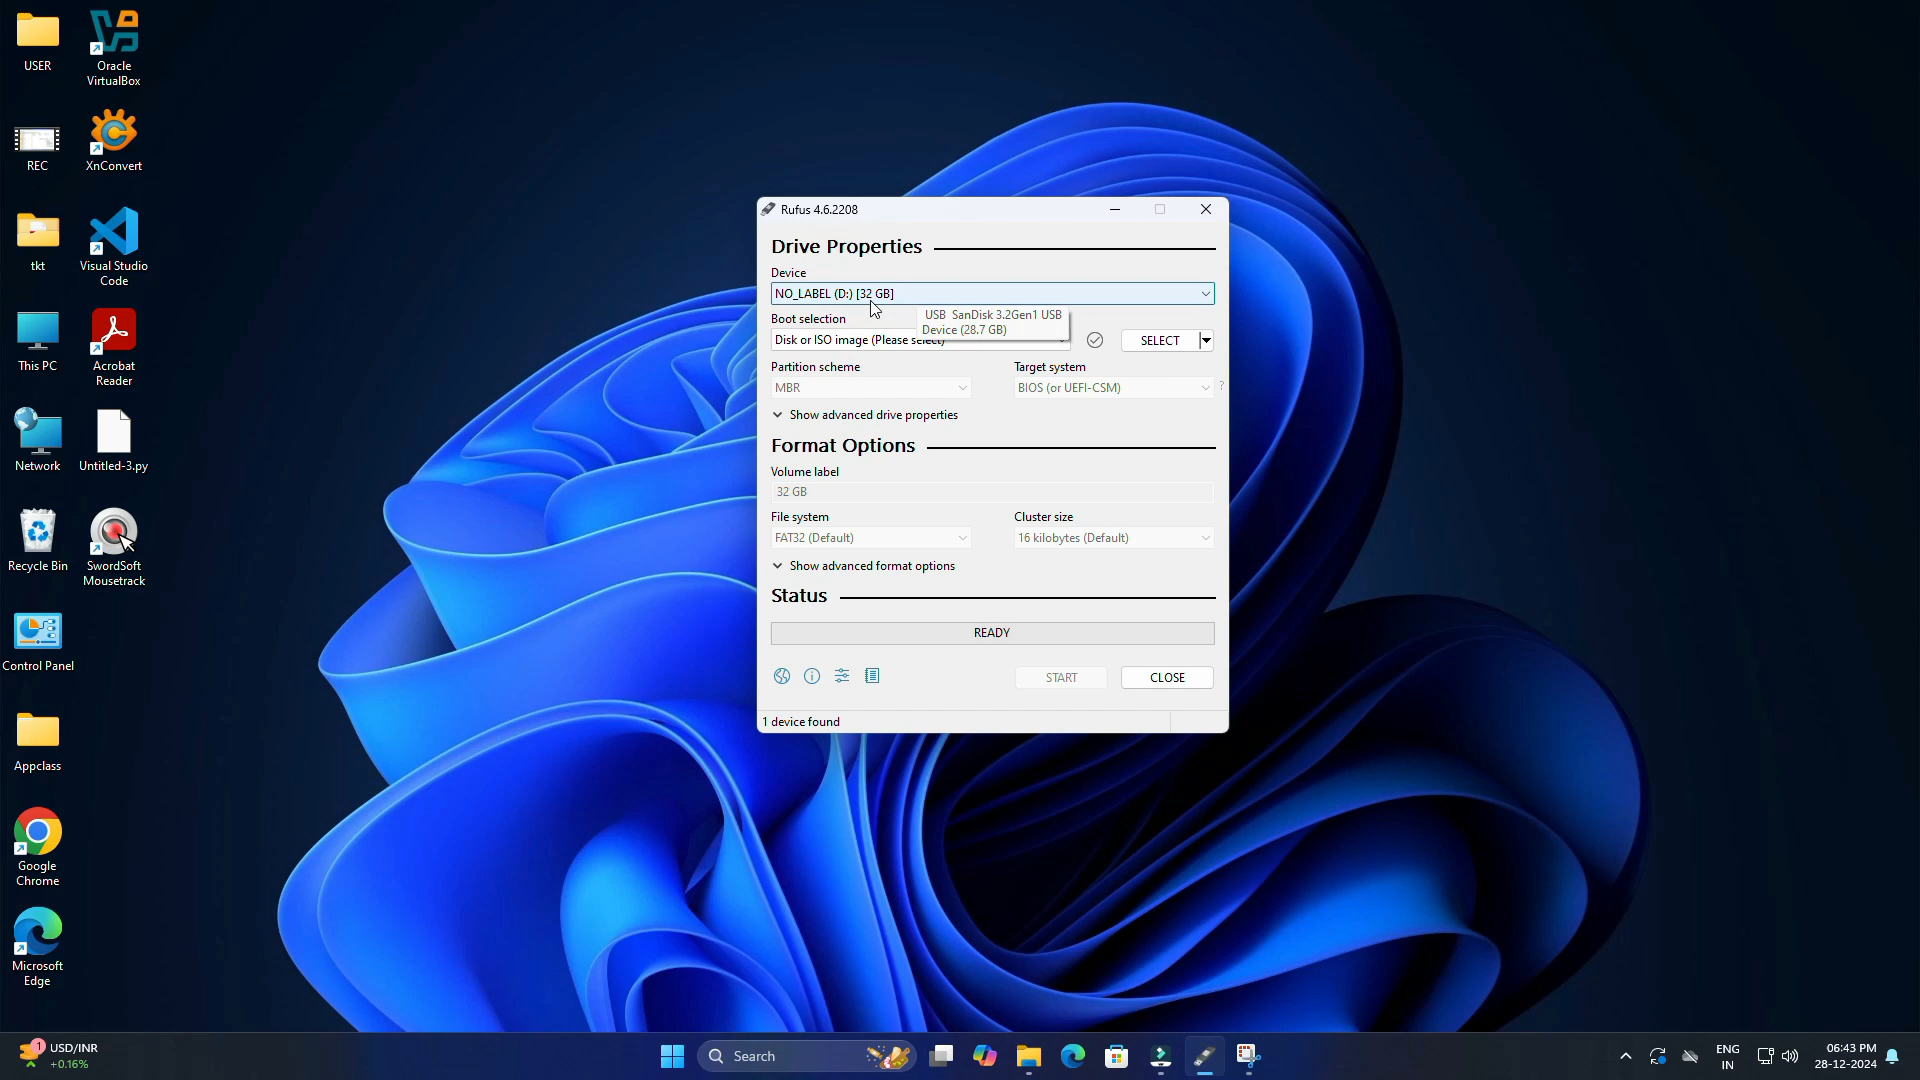 USER
Oracle
VirtualBox
REC
XnConvert
tkt
Visual Studio
Code
This PC
Acrobat
Reader
Network
Untitled-3.py
Recycle Bin
SwordSoft
Mousetrack
Control Panel
Appclass
Google
Chrome
Microsoft
Edge
Rufus 4.6.2208
Drive Properties
Device
NO_LABEL (D:) [32 GB]
Boot selection
USB  SanDisk 3.2Gen1 USB
Device (28.7 GB)
Disk or ISO image (Please select)
SELECT
Partition scheme
Target system
MBR
BIOS (or UEFI-CSM)
?
Show advanced drive properties
Format Options
Volume label
32 GB
File system
Cluster size
FAT32 (Default)
16 kilobytes (Default)
Show advanced format options
Status
READY
START
CLOSE
1 device found
1
USD/INR
+0.16%
Search
ENG
IN
06:43 PM
28-12-2024